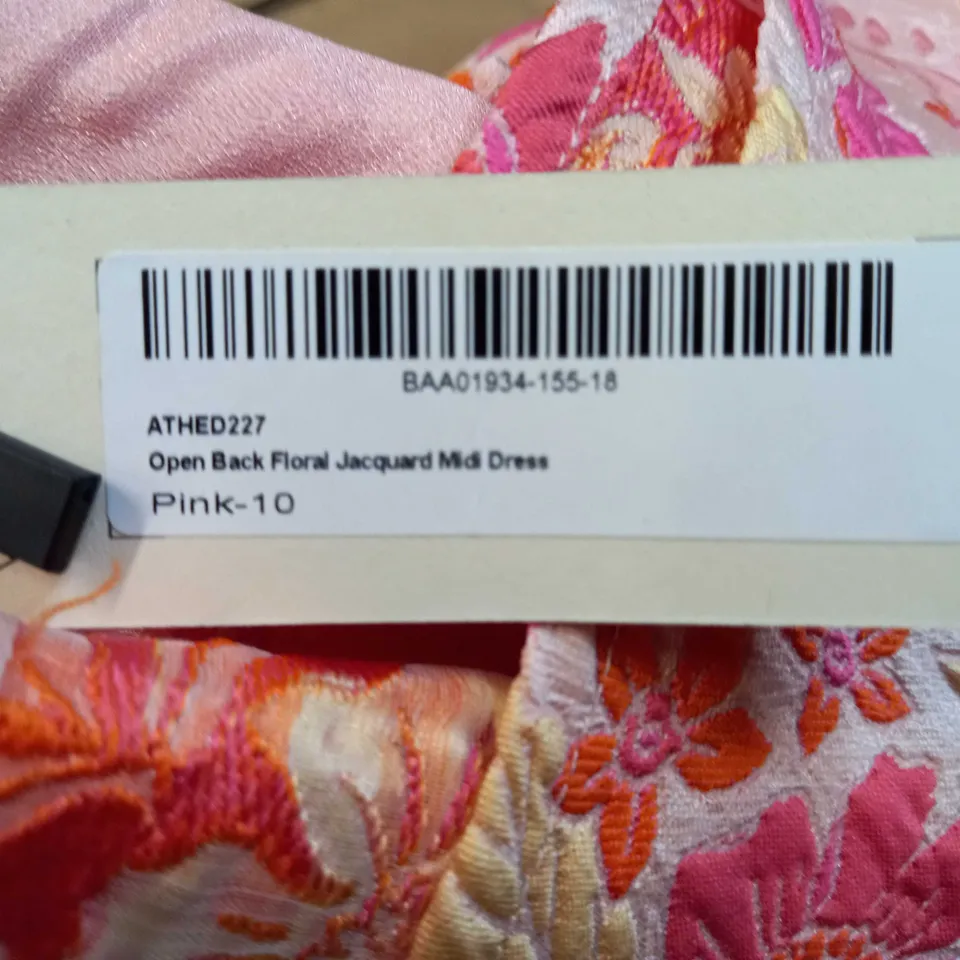 BAA01934-155-18
ATHED227
Open Back Floral Jacquard Midi Dress
Pink-10